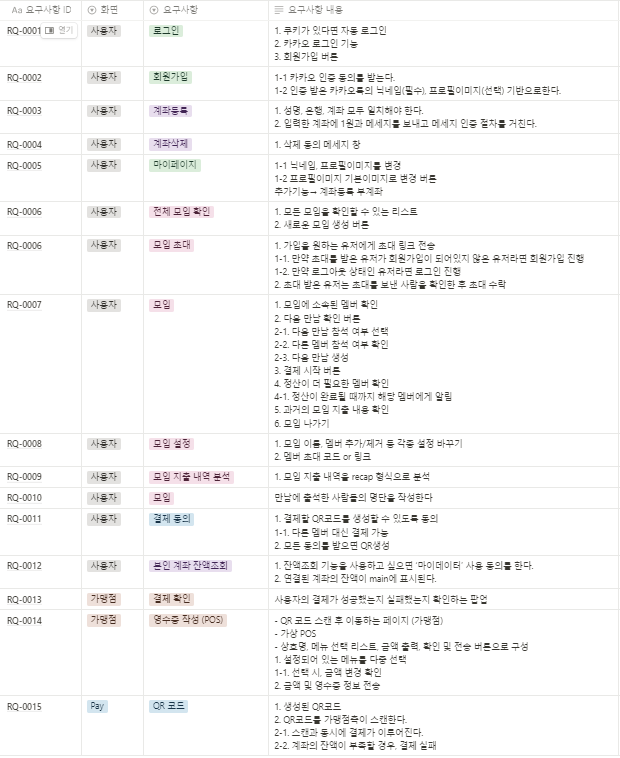 Aa 요구사항 ID 화면 요구사항 요구사항 내용
RQ-0001 열기 사용자 로그인 1. 쿠키가 있다면 자동 로그인
2. 카카오 로그인 기능
3. 회원가입 버튼
RQ-0002 사용자 회원가입 1-1 카카오 인증 동의를 받는다.
1-2 인증 받은 카카오톡의 닉네임(필수), 프로필이미지(선택) 기반으로한다.
RQ-0003 사용자 계좌등록 1. 성명, 은행, 계좌 모두 일치해야 한다.
2. 입력한 계좌에 1원과 메세지를 보내고 메세지 인증 절차를 거친다.
RQ-0004 사용자 계좌삭제 1. 삭제 동의 메세지 창
RQ-0005 사용자 마이페이지 1-1 닉네임, 프로필이미지를 변경
1-2 프로필이미지 기본이미지로 변경 버튼
추가기능→ 계좌등록 부계좌
RQ-0006 사용자 전체 모임 확인 1. 모든 모임을 확인할 수 있는 리스트
2. 새로운 모임 생성 버튼
RQ-0006 사용자 모임 초대 1. 가입을 원하는 유저에게 초대 링크 전송
1-1. 만약 초대를 받은 유저가 회원가입이 되어있지 않은 유저라면 회원가입 진행
1-2. 만약 로그아웃 상태인 유저라면 로그인 진행
2. 초대 받은 유저는 초대를 보낸 사람을 확인한 후 초대 수락
RQ-0007 사용자 모임 1. 모임에 소속된 멤버 확인
2. 다음 만남 확인 버튼
2-1. 다음 만남 참석 여부 선택
2-2. 다른 멤버 참석 여부 확인
2-3. 다음 만남 생성
3. 결제 시작 버튼
4. 정산이 더 필요한 멤버 확인
4-1. 정산이 완료될 때까지 해당 멤버에게 알림
5. 과거의 모임 지출 내용 확인
6. 모임 나가기
RQ-0008 사용자 모임 설정 1. 모임 이름, 멤버 추가/제거 등 각종 설정 바꾸기
2. 멤버 초대 코드 or 링크
RQ-0009 사용자 모임 지출 내역 분석 1. 모임 지출 내역을 recap 형식으로 분석
RQ-0010 사용자 모임 만남에 출석한 사람들의 명단을 작성한다
RQ-0011 사용자 결제 동의 1. 결제할 QR코드를 생성할 수 있도록 동의
1-1. 다른 멤버 대신 결제 가능
2. 모든 동의를 받으면 QR생성
RQ-0012 사용자 본인 계좌 잔액조회 1. 잔액조회 기능을 사용하고 싶으면 '마이데이터' 사용 동의를 한다.
2. 연결된 계좌의 잔액이 main에 표시된다.
RQ-0013 가맹점 결제 확인 사용자의 결제가 성공했는지 실패했는지 확인하는 팝업
RQ-0014 가맹점 영수증 작성 (POS) - QR 코드 스캔 후 이동하는 페이지 (가맹점)
- 가상 POS
- 상호명, 메뉴 선택 리스트, 금액 출력, 확인 및 전송 버튼으로 구성
1. 설정되어 있는 메뉴를 다중 선택
1-1. 선택 시, 금액 변경 확인
2. 금액 및 영수증 정보 전송
RQ-0015 Pay QR 코드 1. 생성된 QR코드
2. QR코드를 가맹점측이 스캔한다.
2-1. 스캔과 동시에 결제가 이루어진다.
2-2. 계좌의 잔액이 부족할 경우, 결제 실패